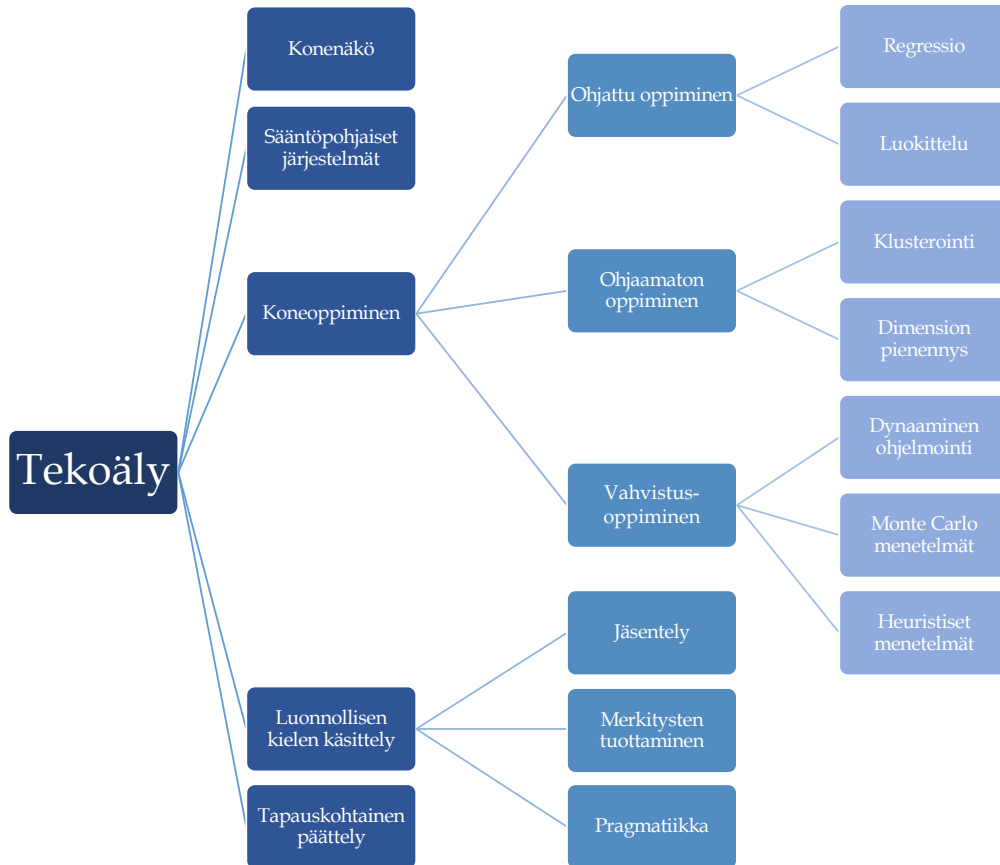 Tekoäly
Konenäkö
Sääntöpohjaiset
järjestelmät
Koneoppiminen
Luonnollisen
kielen käsittely
Tapauskohtainen
päättely
Ohjattu oppiminen
Ohjaamaton
oppiminen
Vahvistus-
oppiminen
Jäsentely
Merkitysten
tuottaminen
Pragmatiikka
Regressio
Luokittelu
Klusterointi
Dimension
pienennys
Dynaaminen
ohjelmointi
Monte Carlo
menetelmät
Heuristiset
menetelmät